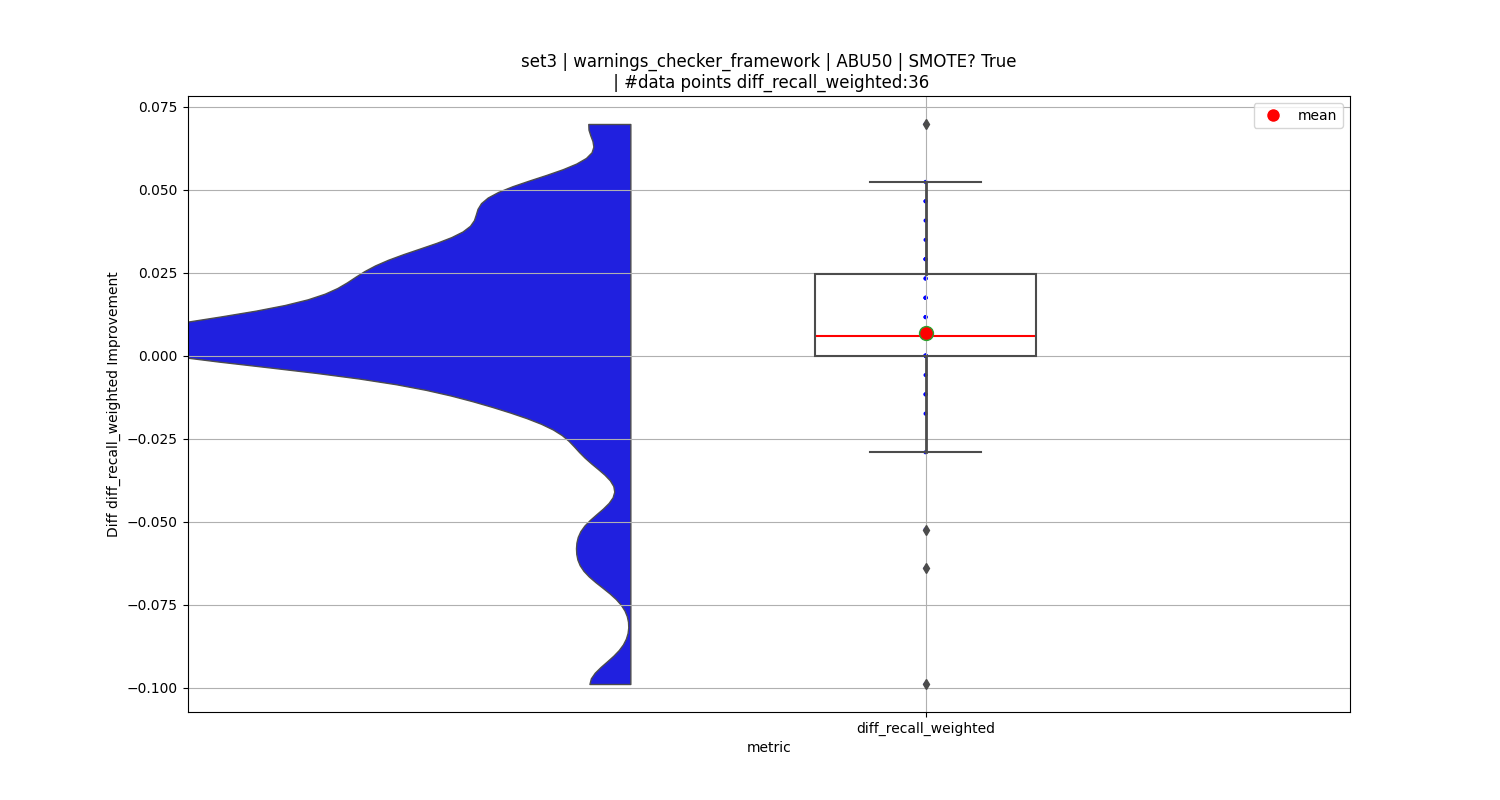 set3 | warnings_checker_framework | ABU50 | SMOTE? True
| #data points diff_recall_weighted:36
mean
0.075
0.050
0.025
0.000
−0.025
−0.050
−0.075
−0.100
Diff diff_recall_weighted Improvement
diff_recall_weighted
metric